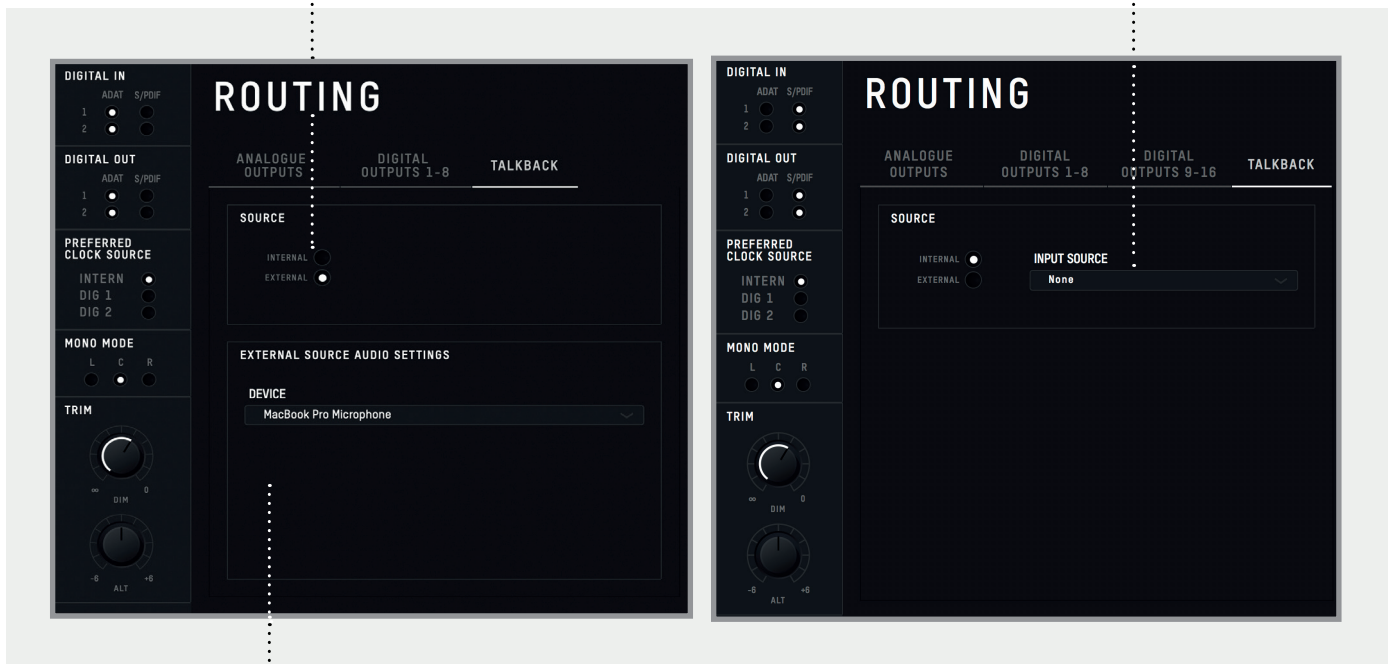 DIGITAL IN
ADAT S/PDIF
1
2
DIGITAL OUT
ADAT S/PDIF
1
2
PREFERRED
CLOCK SOURCE
INTERN
DIG 1
DIG 2
MONO MODE
L C R
TRIM
∞ 0
DIM
-6 +6
ALT
ROUTING
ANALOGUE
OUTPUTS
DIGITAL
OUTPUTS 1-8
TALKBACK
SOURCE
INTERNAL
EXTERNAL
EXTERNAL SOURCE AUDIO SETTINGS
DEVICE
MacBook Pro Microphone
DIGITAL IN
ADAT S/PDIF
1
2
DIGITAL OUT
ADAT S/PDIF
1
2
PREFERRED
CLOCK SOURCE
INTERN
DIG 1
DIG 2
MONO MODE
L C R
TRIM
∞ 0
DIM
-6 +6
ALT
ROUTING
ANALOGUE
OUTPUTS
DIGITAL
OUTPUTS 1-8
DIGITAL
OUTPUTS 9-16
TALKBACK
SOURCE
INTERNAL
EXTERNAL
INPUT SOURCE
None